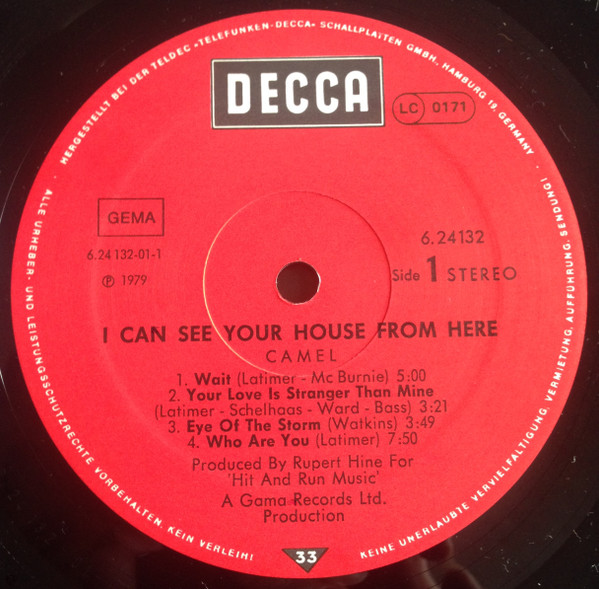 HERGESTELLT BEI DER TELDEC »TELEFUNKEN-DECCA« SCHALLPLATTEN GMBH, HAMBURG 19, GERMANY •
ALLE URHEBER- UND LEISTUNGSSCHUTZRECHTE VORBEHALTEN. KEIN VERLEIH!
KEINE UNERLAUBTE VERVIELFÄLTIGUNG, VERMIETUNG, AUFFÜHRUNG, SENDUNG!
DECCA
LC 0171
GEMA
6.24132-01-1
Ⓟ 1979
6.24132
Side 1 STEREO
I CAN SEE YOUR HOUSE FROM HERE
CAMEL
1. Wait (Latimer - Mc Burnie) 5:00
2. Your Love Is Stranger Than Mine
(Latimer - Schelhaas - Ward - Bass) 3:21
3. Eye Of The Storm (Watkins) 3:49
4. Who Are You (Latimer) 7:50
Produced By Rupert Hine For
'Hit And Run Music'
A Gama Records Ltd.
Production
33